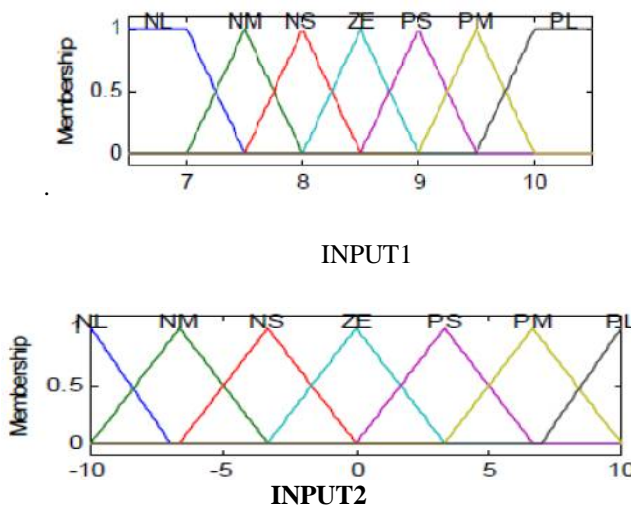 NL NM NS ZE PS PM PL
1
0.5
0
Membership
7 8 9 10
.
INPUT1
NL NM NS ZE PS PM PL
1
0.5
0
Membership
-10 -5 0 5 10
INPUT2